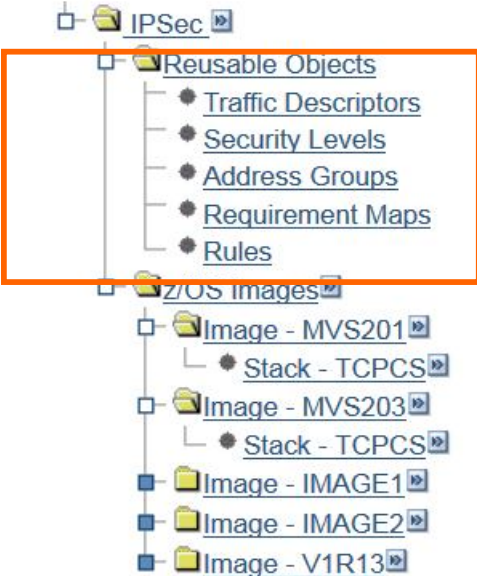 IPSec
Reusable Objects
Traffic Descriptors
Security Levels
Address Groups
Requirement Maps
Rules
z/OS Images
Image - MVS201
Stack - TCPCS
Image - MVS203
Stack - TCPCS
Image - IMAGE1
Image - IMAGE2
Image - V1R13